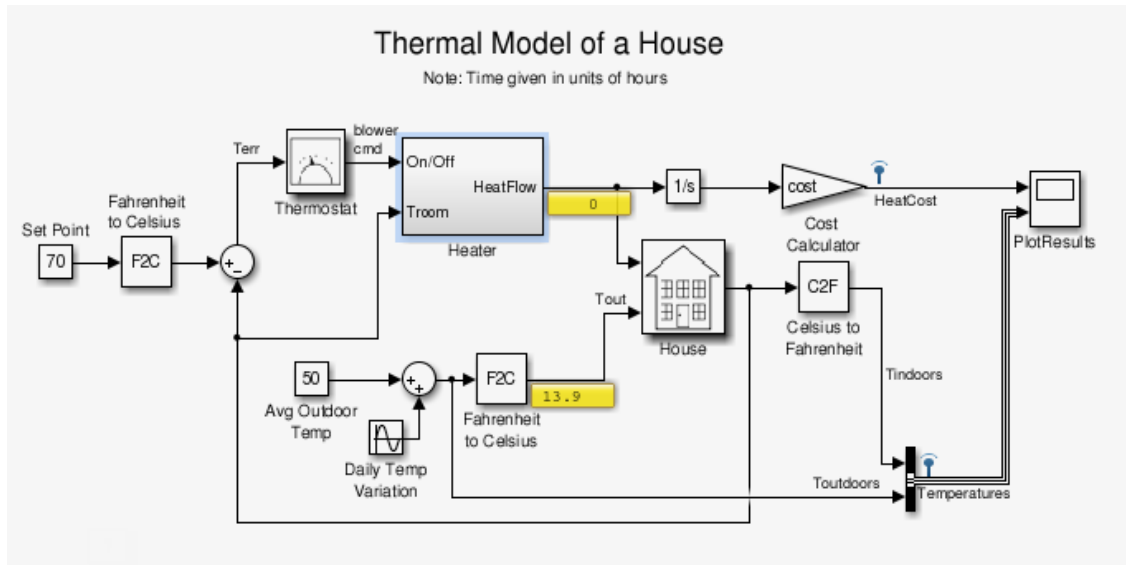 Thermal Model of a House
Note: Time given in units of hours
blower
cmd
Terr
On/Off
HeatFlow
Troom
Thermostat
Heater
0
1/s
cost
HeatCost
Cost
Calculator
PlotResults
Set Point
70
Fahrenheit
to Celsius
F2C
+
-
Tout
House
C2F
Celsius to
Fahrenheit
Tindoors
50
Avg Outdoor
Temp
+
+
F2C
13.9
Fahrenheit
to Celsius
Daily Temp
Variation
Toutdoors
Temperatures